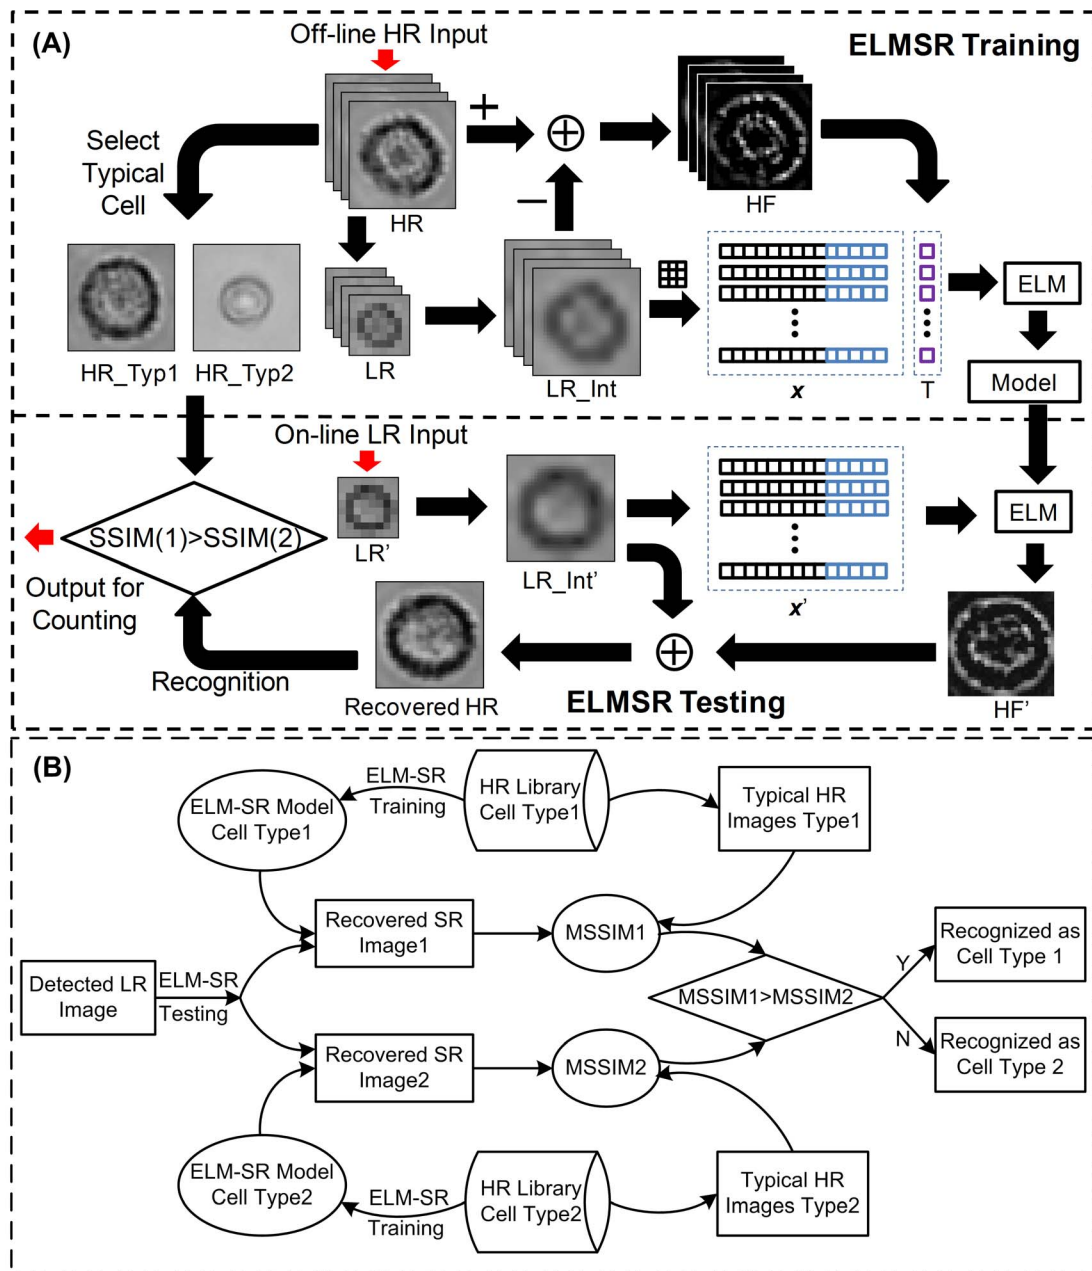 (A)
Off-line HR Input
ELMSR Training
Select
Typical
Cell
+
HR
−
HF
HR_Typ1
HR_Typ2
LR
LR_Int
x
T
ELM
Model
On-line LR Input
SSIM(1)>SSIM(2)
LR’
LR_Int’
x’
ELM
Output for
Counting
Recognition
Recovered HR
ELMSR Testing
HF’
(B)
ELM-SR Model
Cell Type1
ELM-SR
Training
HR Library
Cell Type1
Typical HR
Images Type1
Recovered SR
Image1
MSSIM1
Recognized as
Cell Type 1
Detected LR
Image
ELM-SR
Testing
MSSIM1>MSSIM2
Y
N
Recovered SR
Image2
MSSIM2
Recognized as
Cell Type 2
ELM-SR Model
Cell Type2
ELM-SR
Training
HR Library
Cell Type2
Typical HR
Images Type2